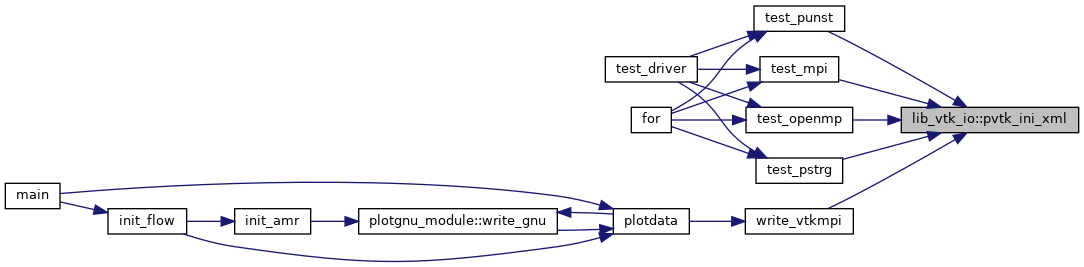 test_punst
test_driver
test_mpi
for
test_openmp
lib_vtk_io::pvtk_ini_xml
test_pstrg
main
init_flow
init_amr
plotgnu_module::write_gnu
plotdata
write_vtkmpi